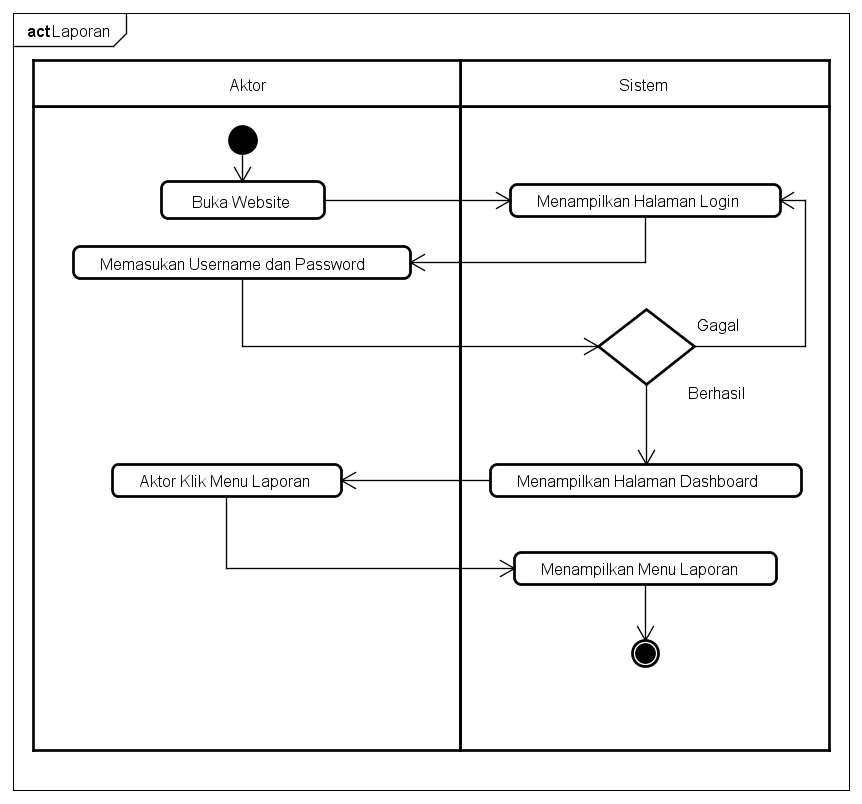 act Laporan
Aktor
Sistem
Buka Website
Menampilkan Halaman Login
Memasukan Username dan Password
Gagal
Berhasil
Aktor Klik Menu Laporan
Menampilkan Halaman Dashboard
Menampilkan Menu Laporan